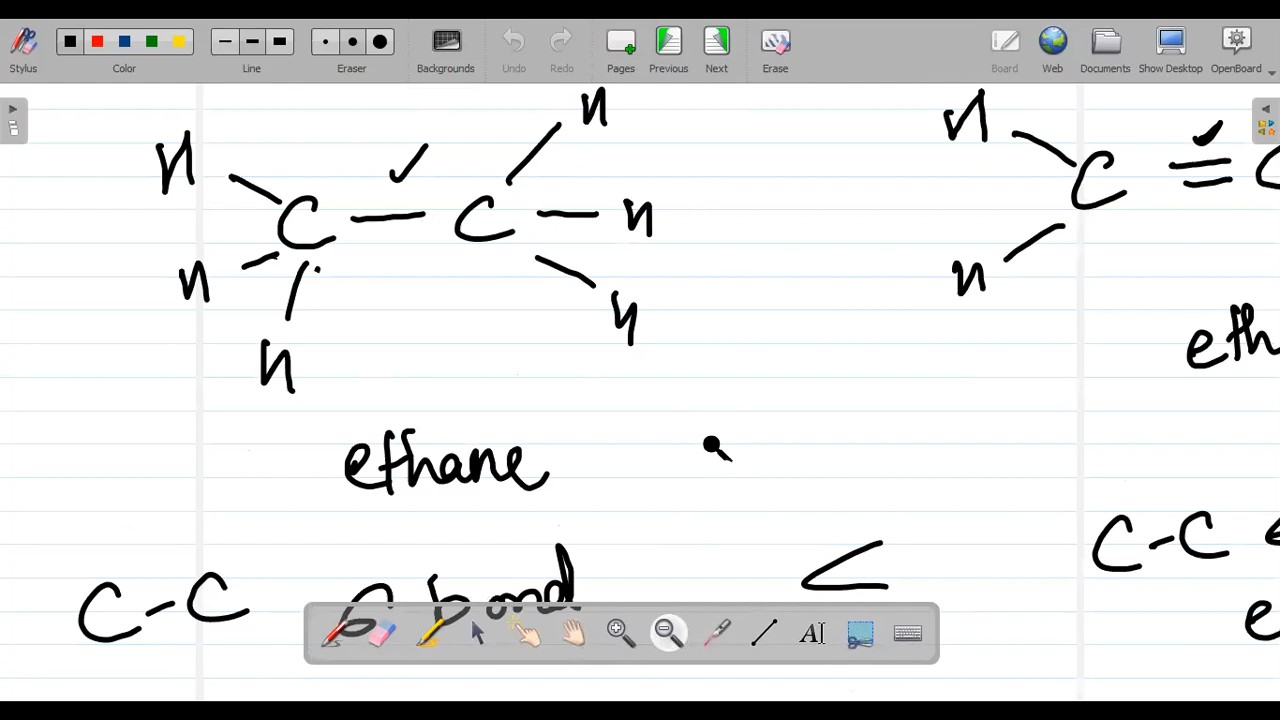 Stylus Color Line Eraser Backgrounds Undo Redo Pages Previous Next Erase Board Web Documents Show Desktop OpenBoard
H H
H C — C H
H H
H
ethane
C - C σ bond <
H C = C
H
eth
C - C